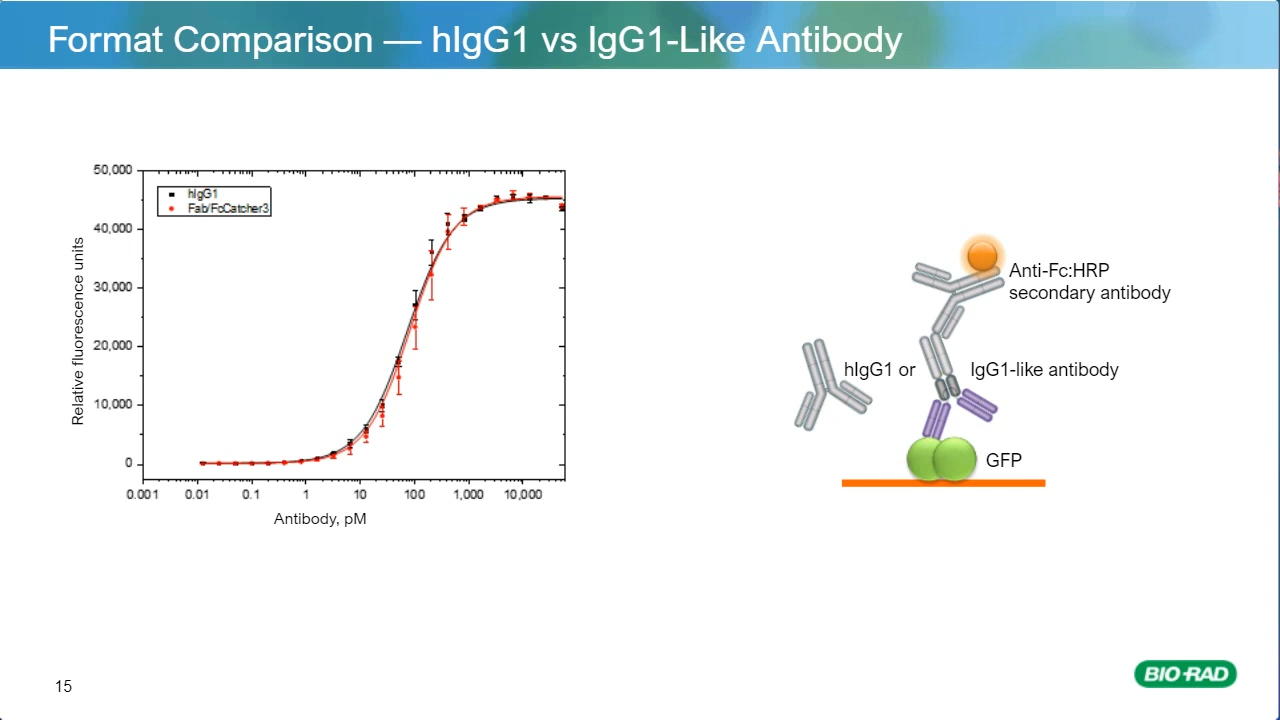 Format Comparison — hIgG1 vs IgG1-Like Antibody
50,000
40,000
30,000
20,000
10,000
0
Relative fluorescence units
hIgG1
Fab/FcCatcher3
0.001 0.01 0.1 1 10 100 1,000 10,000
Antibody, pM
Anti-Fc:HRP
secondary antibody
hIgG1 or
IgG1-like antibody
GFP
15
BIO-RAD